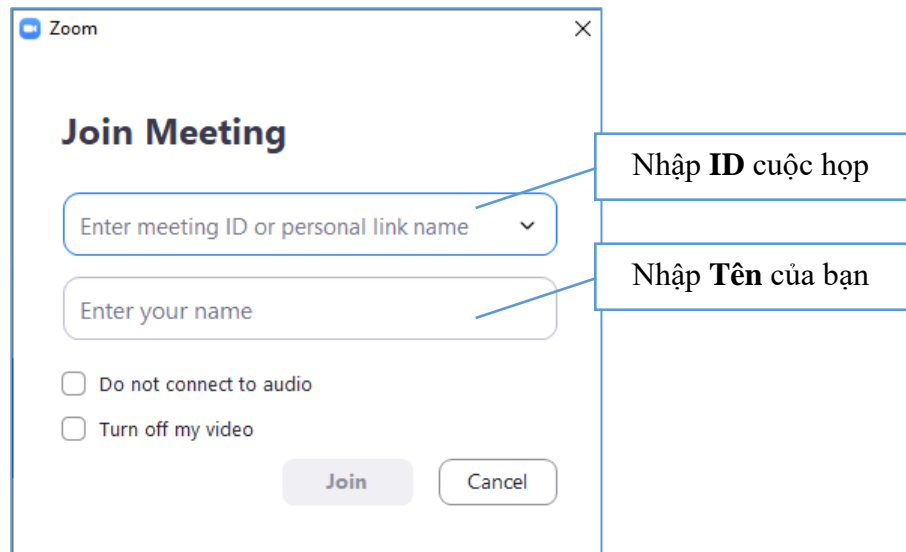 Zoom
Join Meeting
Nhập ID cuộc họp
Enter meeting ID or personal link name
Nhập Tên của bạn
Enter your name
Do not connect to audio
Turn off my video
Join
Cancel